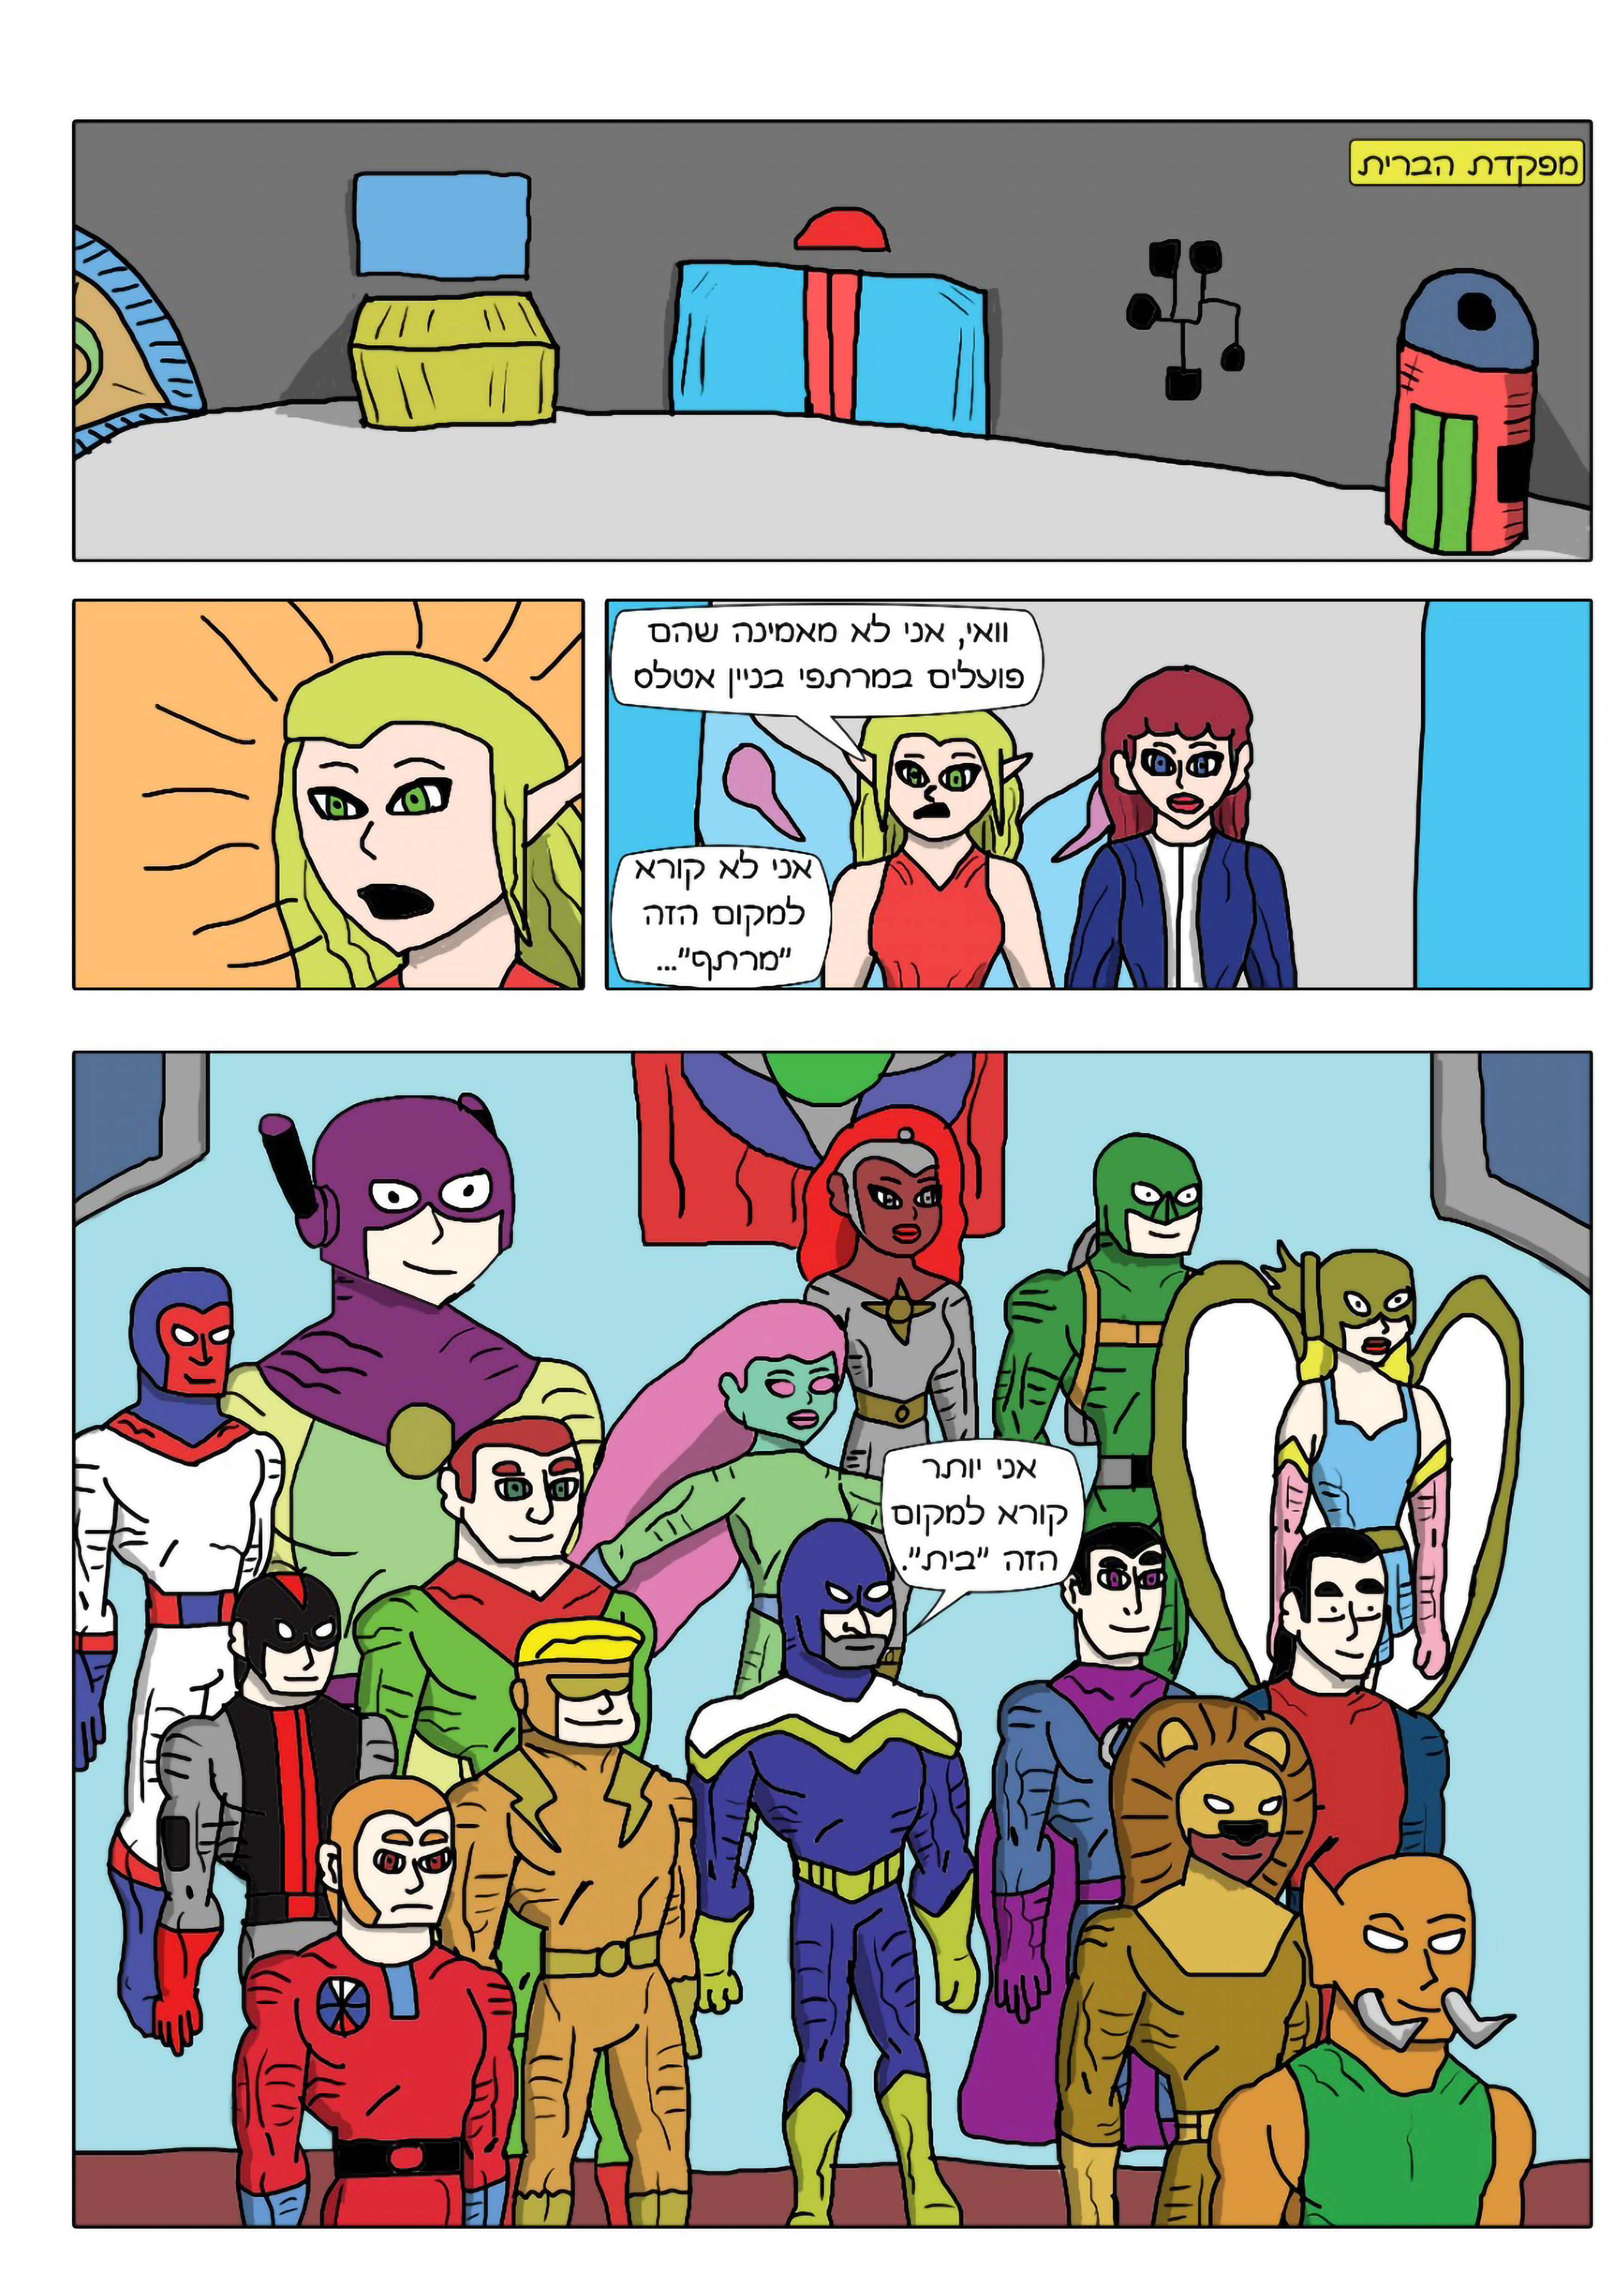 מפקדת הברית
וואי, אני לא מאמינה שהם
פועלים במרתפי בניין אטלס
אני לא קורא
למקום הזה
"מרתף"...
אני יותר
קורא למקום
הזה "בית".